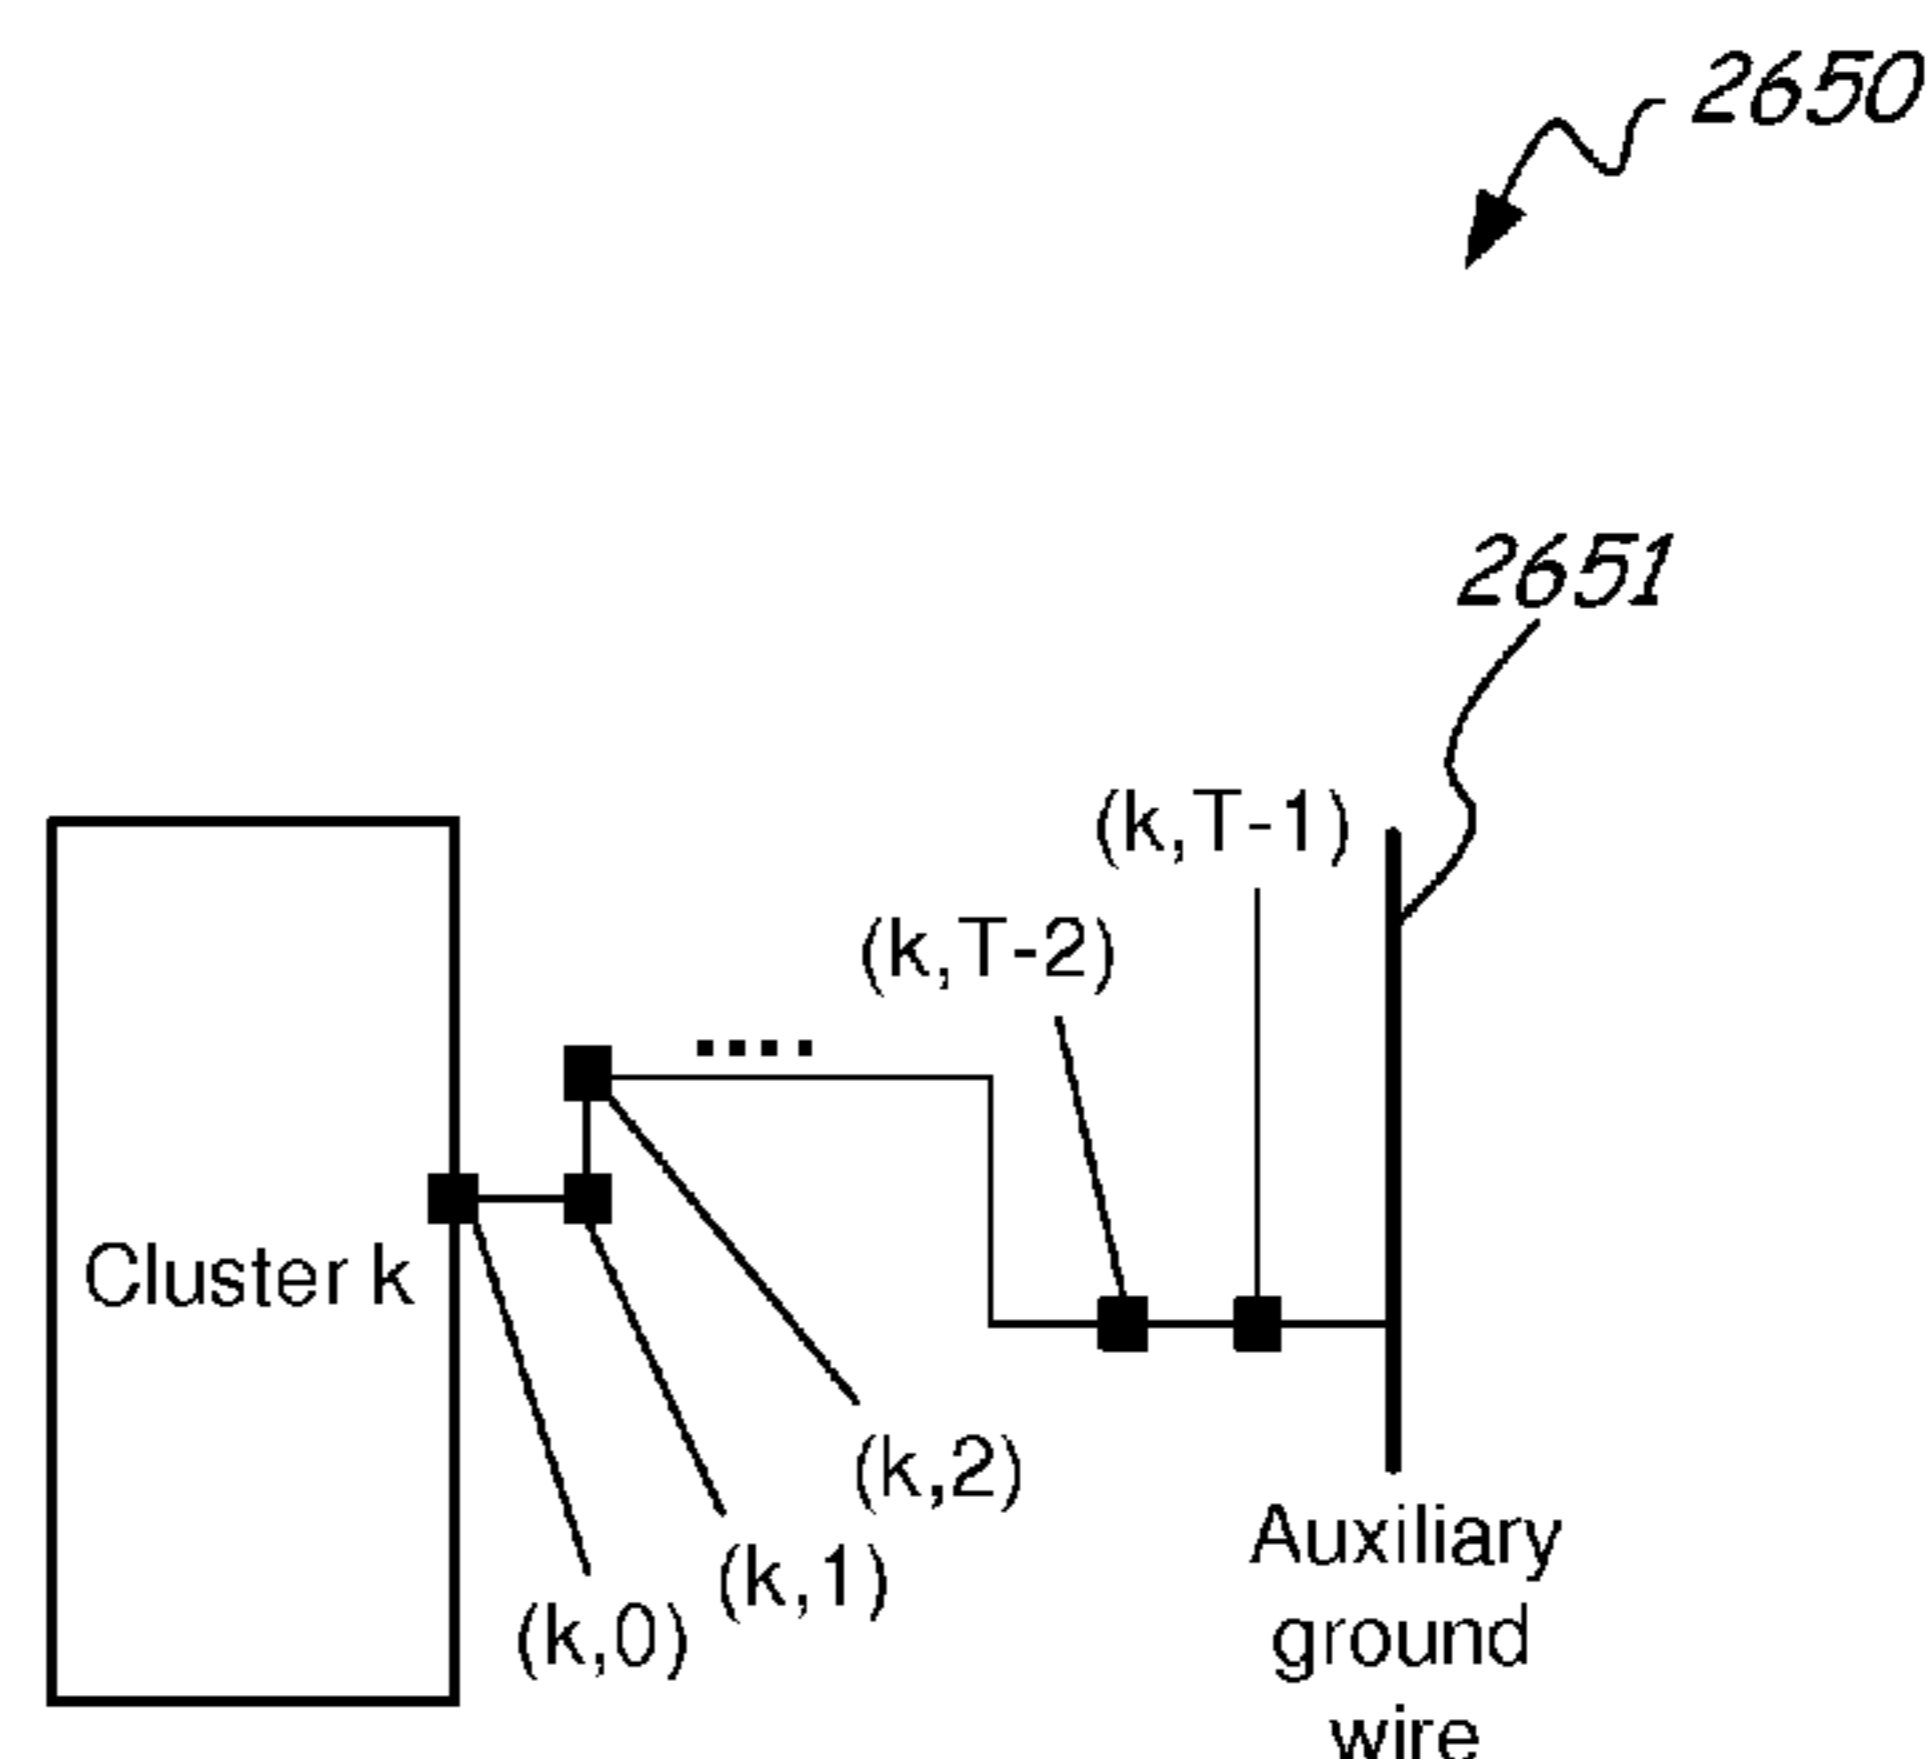 2650
2651
(k,T-1)
(k,T-2)
....
Cluster k
(k,2)
(k,1)
(k,0)
Auxiliary
ground
wire